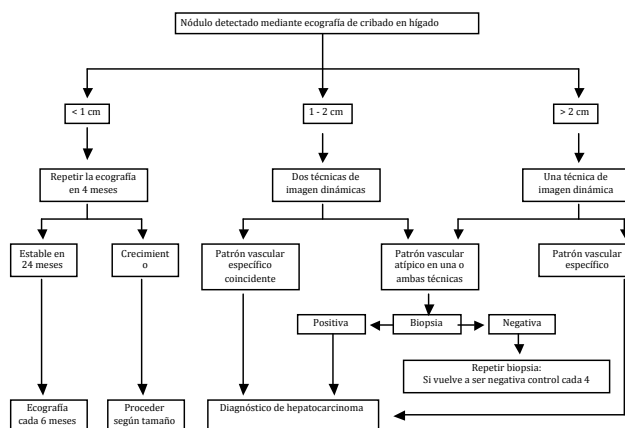 Nódulo detectado mediante ecografía de cribado en hígado
< 1 cm
1 - 2 cm
> 2 cm
Repetir la ecografía
en 4 meses
Dos técnicas de
imagen dinámicas
Una técnica de
imagen dinámica
Estable en
24 meses
Crecimient
o
Patrón vascular
específico
coincidente
Patrón vascular
atípico en una o
ambas técnicas
Patrón vascular
específico
Positiva
Biopsia
Negativa
Repetir biopsia:
Si vuelve a ser negativa control cada 4
Ecografía
cada 6 meses
Proceder
según tamaño
Diagnóstico de hepatocarcinoma